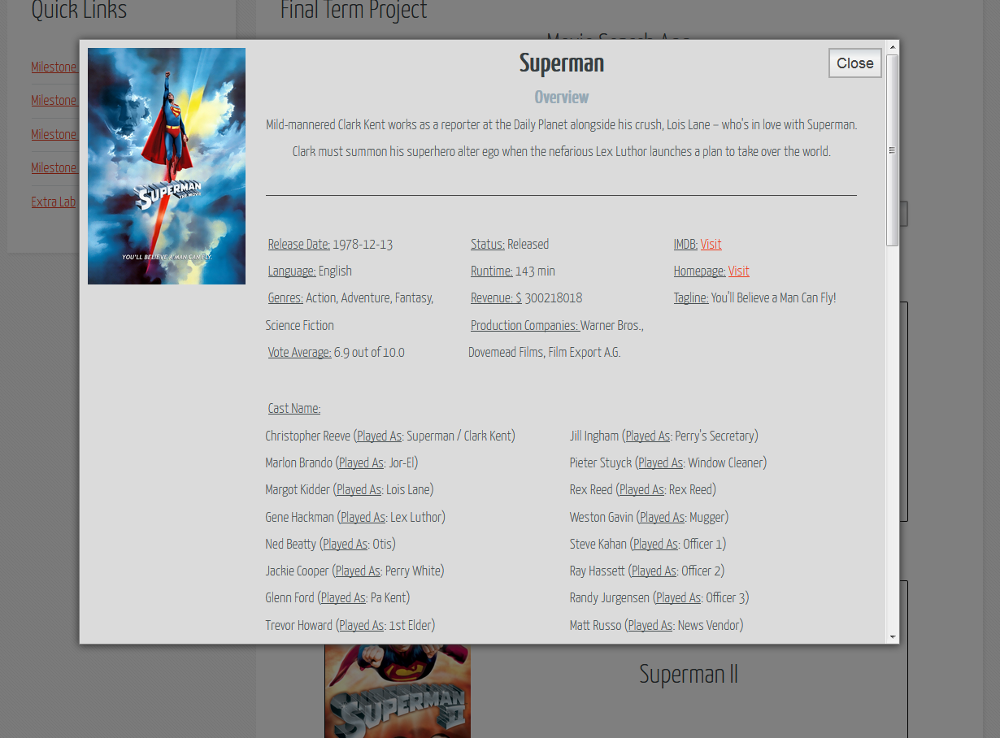 Quick Links
Final Term Project
Milestone
Milestone
Milestone
Milestone
Extra Lab
SUPERMAN
THE MOVIE
YOU'LL BELIEVE A MAN CAN FLY.
Superman
Close
Overview
Mild-mannered Clark Kent works as a reporter at the Daily Planet alongside his crush, Lois Lane − who's in love with Superman.
Clark must summon his superhero alter ego when the nefarious Lex Luthor launches a plan to take over the world.
Release Date: 1978-12-13
Language: English
Genres: Action, Adventure, Fantasy,
Science Fiction
Vote Average: 6.9 out of 10.0
Status: Released
Runtime: 143 min
Revenue: $ 300218018
Production Companies: Warner Bros.,
Dovemead Films, Film Export A.G.
IMDB: Visit
Homepage: Visit
Tagline: You'll Believe a Man Can Fly!
Cast Name:
Christopher Reeve (Played As: Superman / Clark Kent)
Marlon Brando (Played As: Jor-El)
Margot Kidder (Played As: Lois Lane)
Gene Hackman (Played As: Lex Luthor)
Ned Beatty (Played As: Otis)
Jackie Cooper (Played As: Perry White)
Glenn Ford (Played As: Pa Kent)
Trevor Howard (Played As: 1st Elder)
Jill Ingham (Played As: Perry's Secretary)
Pieter Stuyck (Played As: Window Cleaner)
Rex Reed (Played As: Rex Reed)
Weston Gavin (Played As: Mugger)
Steve Kahan (Played As: Officer 1)
Ray Hassett (Played As: Officer 2)
Randy Jurgensen (Played As: Officer 3)
Matt Russo (Played As: News Vendor)
SUPERMAN
II
Superman II